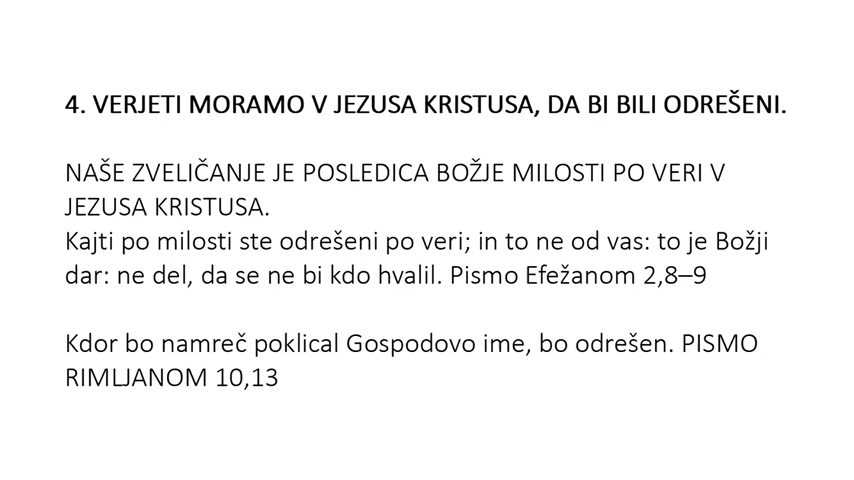 4. VERJETI MORAMO V JEZUSA KRISTUSA, DA BI BILI ODREŠENI.
NAŠE ZVELIČANJE JE POSLEDICA BOŽJE MILOSTI PO VERI V
JEZUSA KRISTUSA.
Kajti po milosti ste odrešeni po veri; in to ne od vas: to je Božji
dar: ne del, da se ne bi kdo hvalil. Pismo Efežanom 2,8–9
Kdor bo namreč poklical Gospodovo ime, bo odrešen. PISMO
RIMLJANOM 10,13